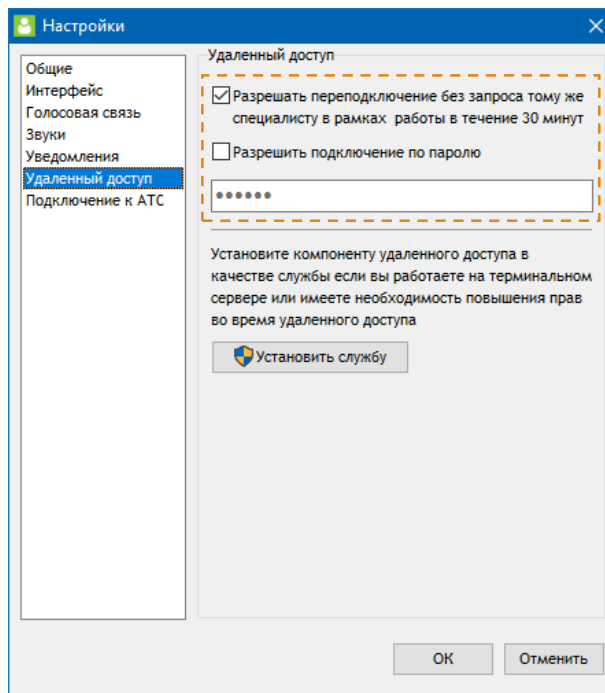 Настройки
Общие
Интерфейс
Голосовая связь
Звуки
Уведомления
Удаленный доступ
Подключение к АТС
Удаленный доступ
Разрешать переподключение без запроса тому же
специалисту в рамках работы в течение 30 минут
Разрешить подключение по паролю
••••••
Установите компоненту удаленного доступа в
качестве службы если вы работаете на терминальном
сервере или имеете необходимость повышения прав
во время удаленного доступа
Установить службу
ОК
Отменить